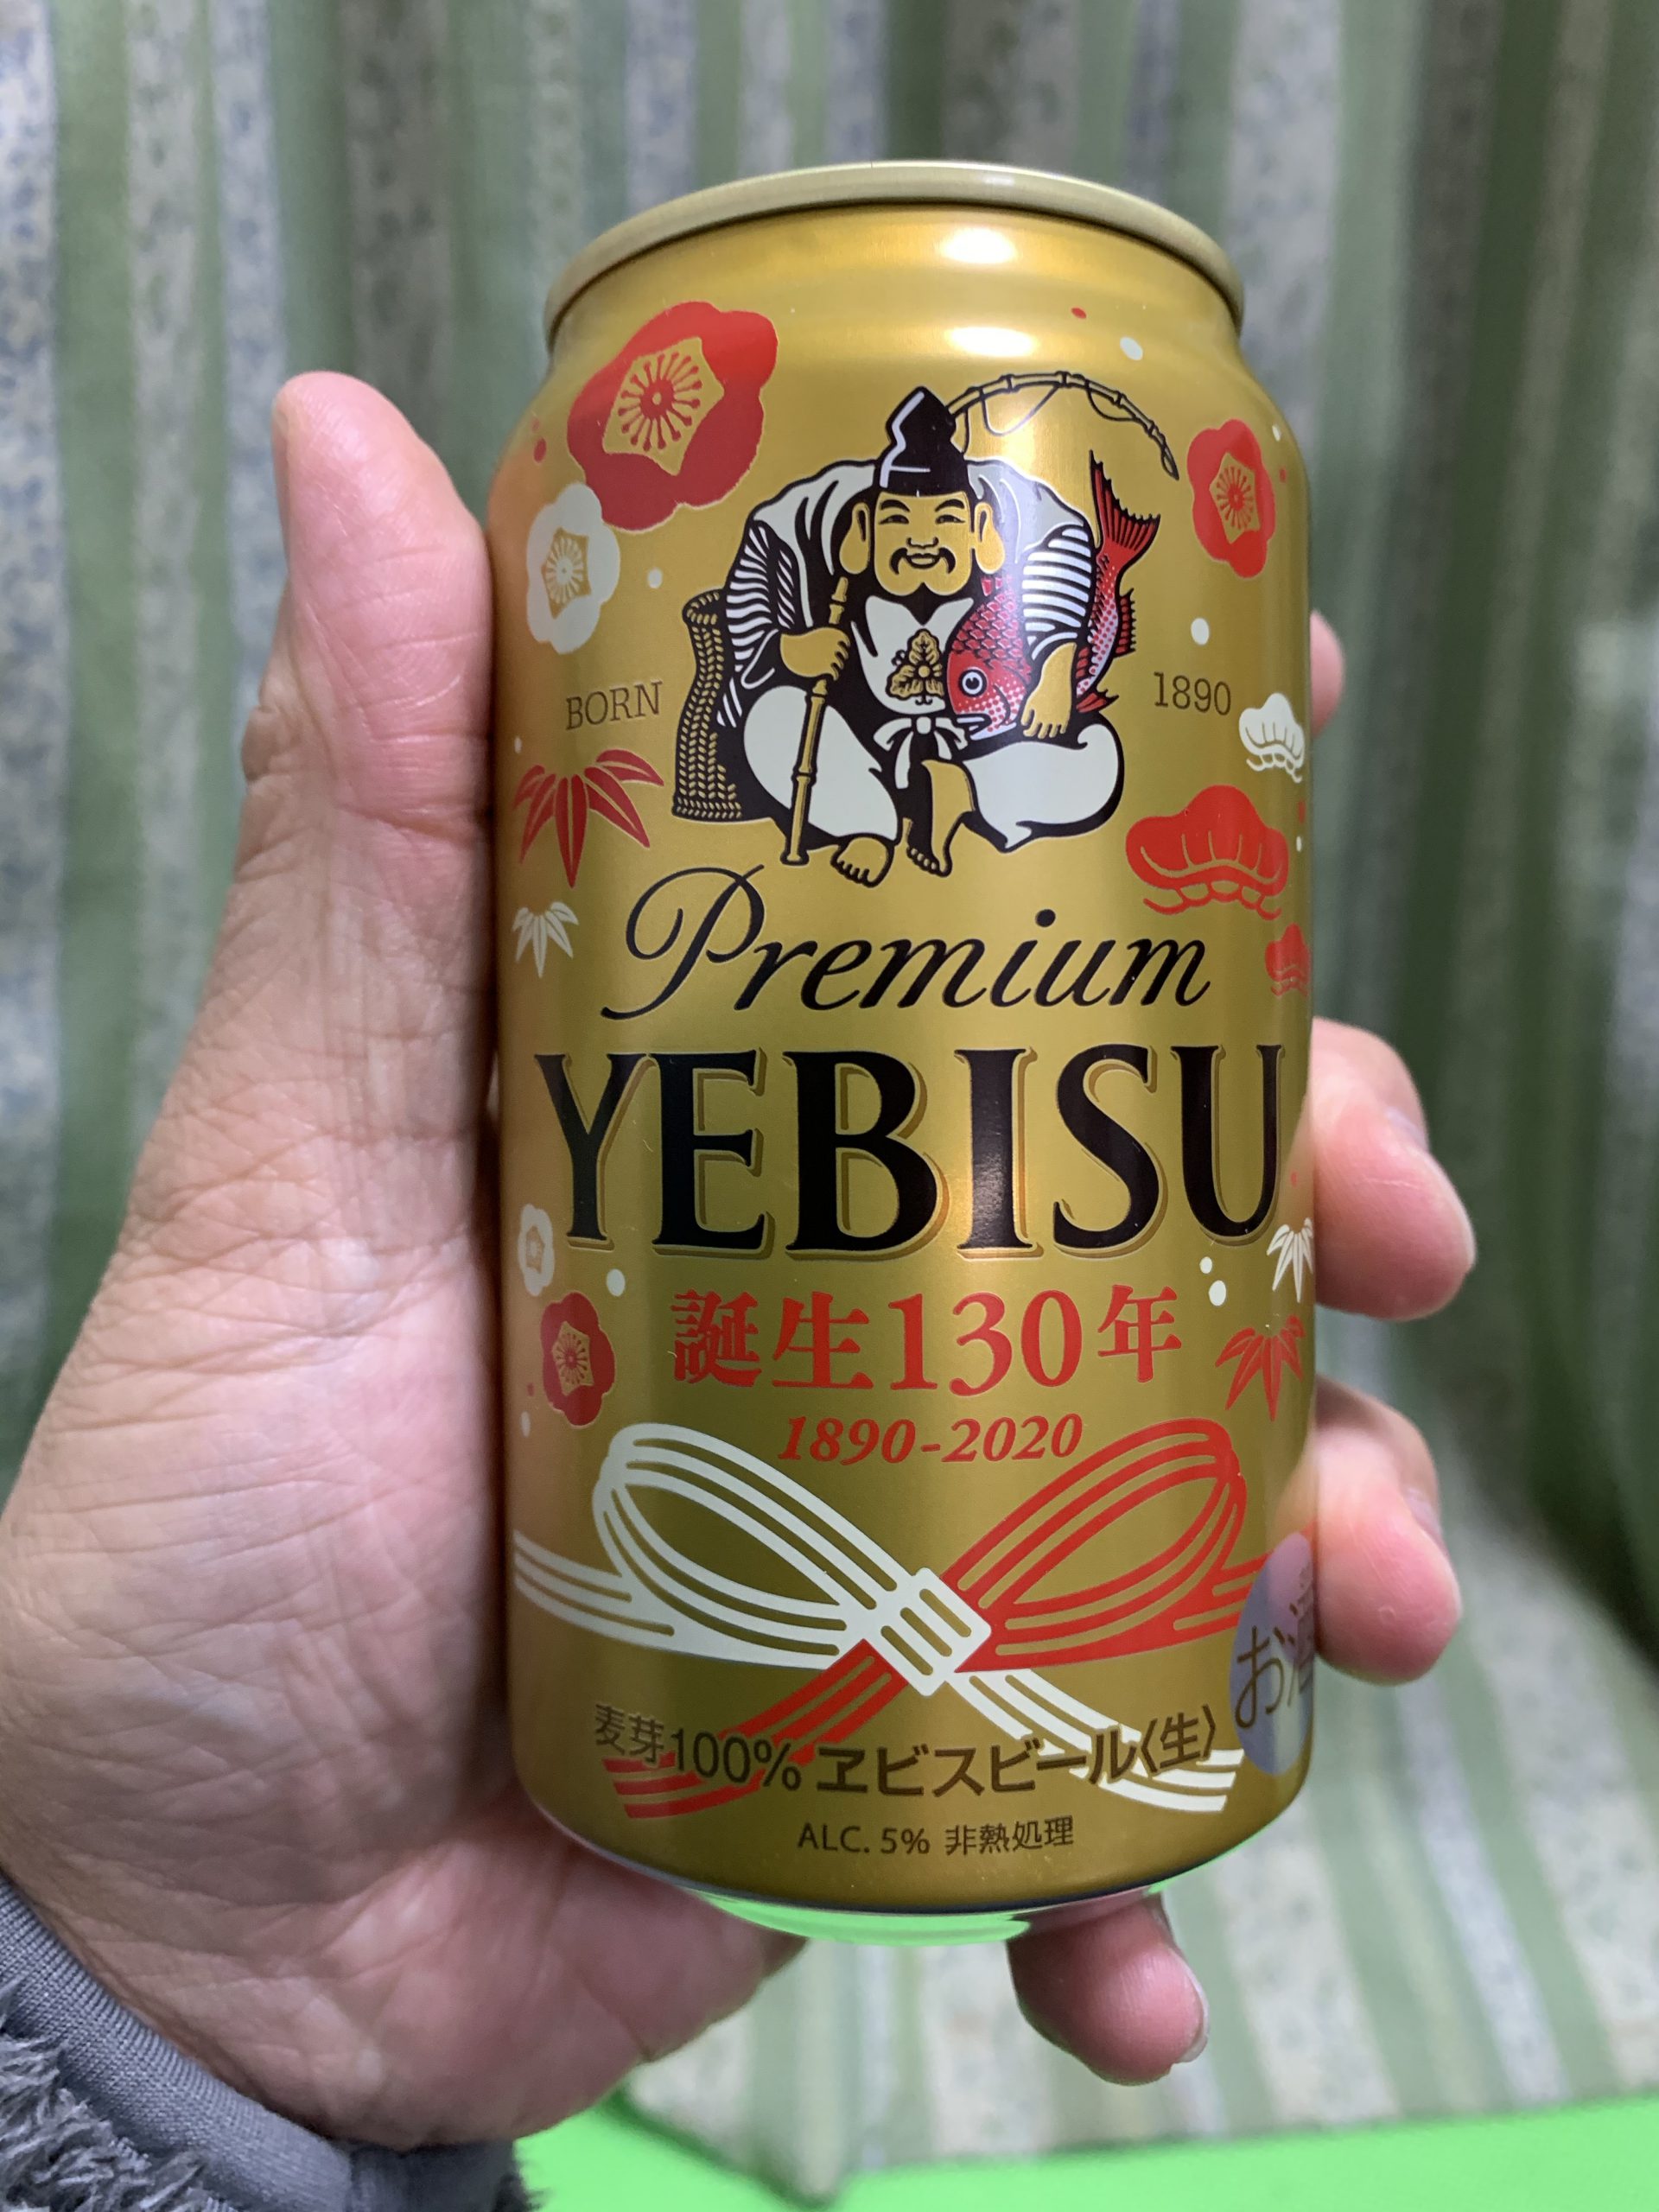 BORN 1890
Premium
YEBISU
誕生130年
1890-2020
麦芽100% ヱビスビール〈生〉
ALC. 5% 非熱処理